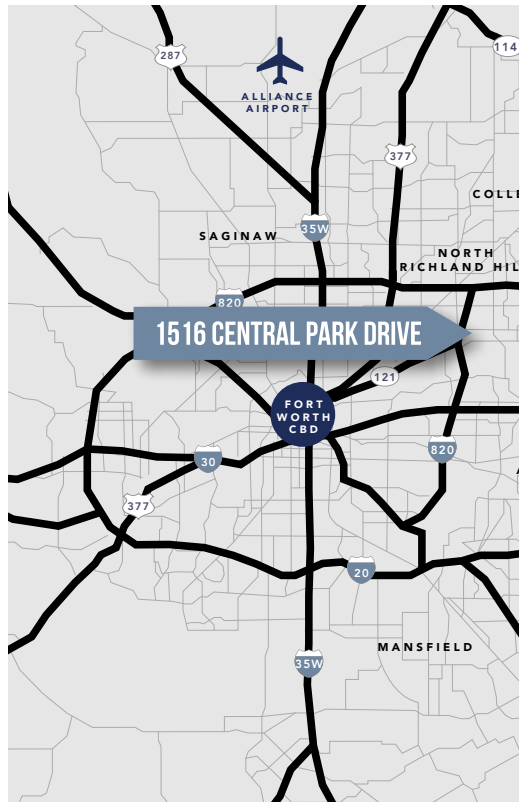 114
287
ALLIANCE
AIRPORT
377
COLLE
35W
SAGINAW
NORTH
RICHLAND HIL
820
1516 CENTRAL PARK DRIVE
121
FORT
WORTH
CBD
820
30
377
20
MANSFIELD
35W